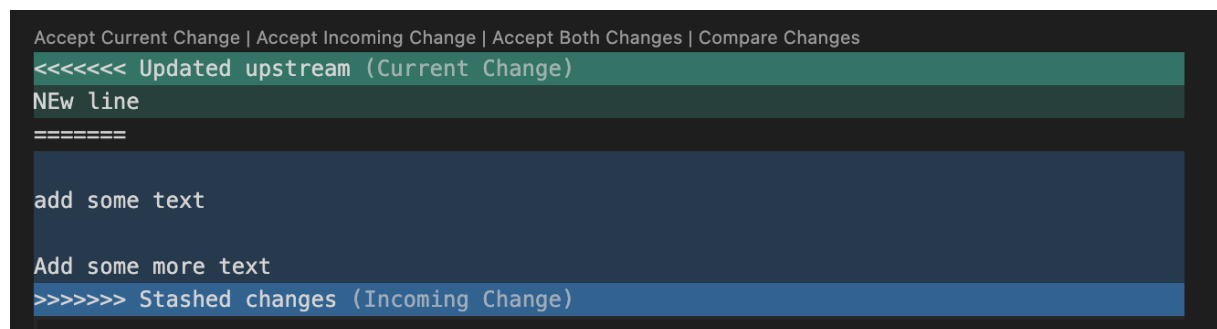 Accept Current Change | Accept Incoming Change | Accept Both Changes | Compare Changes
<<<<<<< Updated upstream (Current Change)
NEw line
=======
add some text
Add some more text
>>>>>>> Stashed changes (Incoming Change)